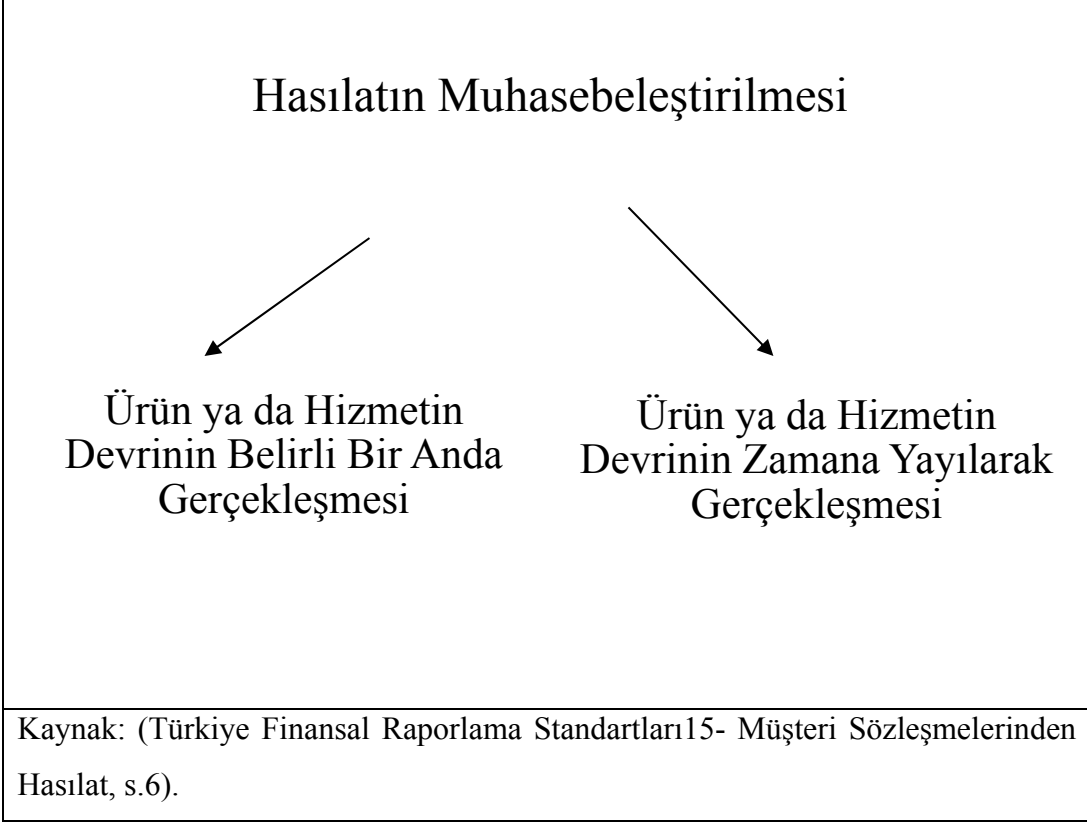 Hasılatın Muhasebeleştirilmesi
Ürün ya da Hizmetin
Devrinin Belirli Bir Anda
Gerçekleşmesi
Ürün ya da Hizmetin
Devrinin Zamana Yayılarak
Gerçekleşmesi
Kaynak: (Türkiye Finansal Raporlama Standartları15- Müşteri Sözleşmelerinden
Hasılat, s.6).